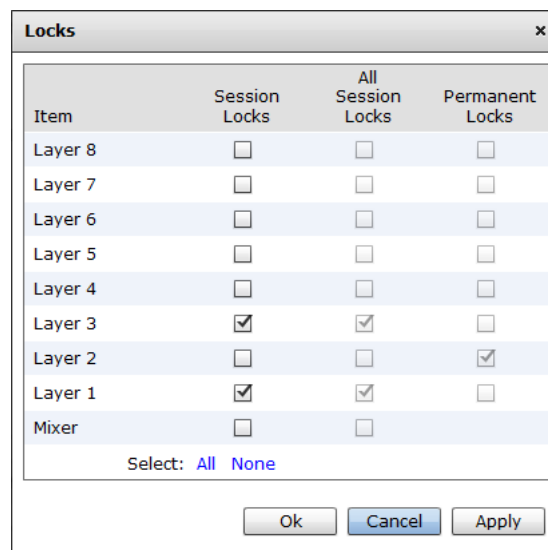 Locks
Item Session Locks All Session Locks Permanent Locks
Layer 8
Layer 7
Layer 6
Layer 5
Layer 4
Layer 3
Layer 2
Layer 1
Mixer
Select: All None
Ok Cancel Apply